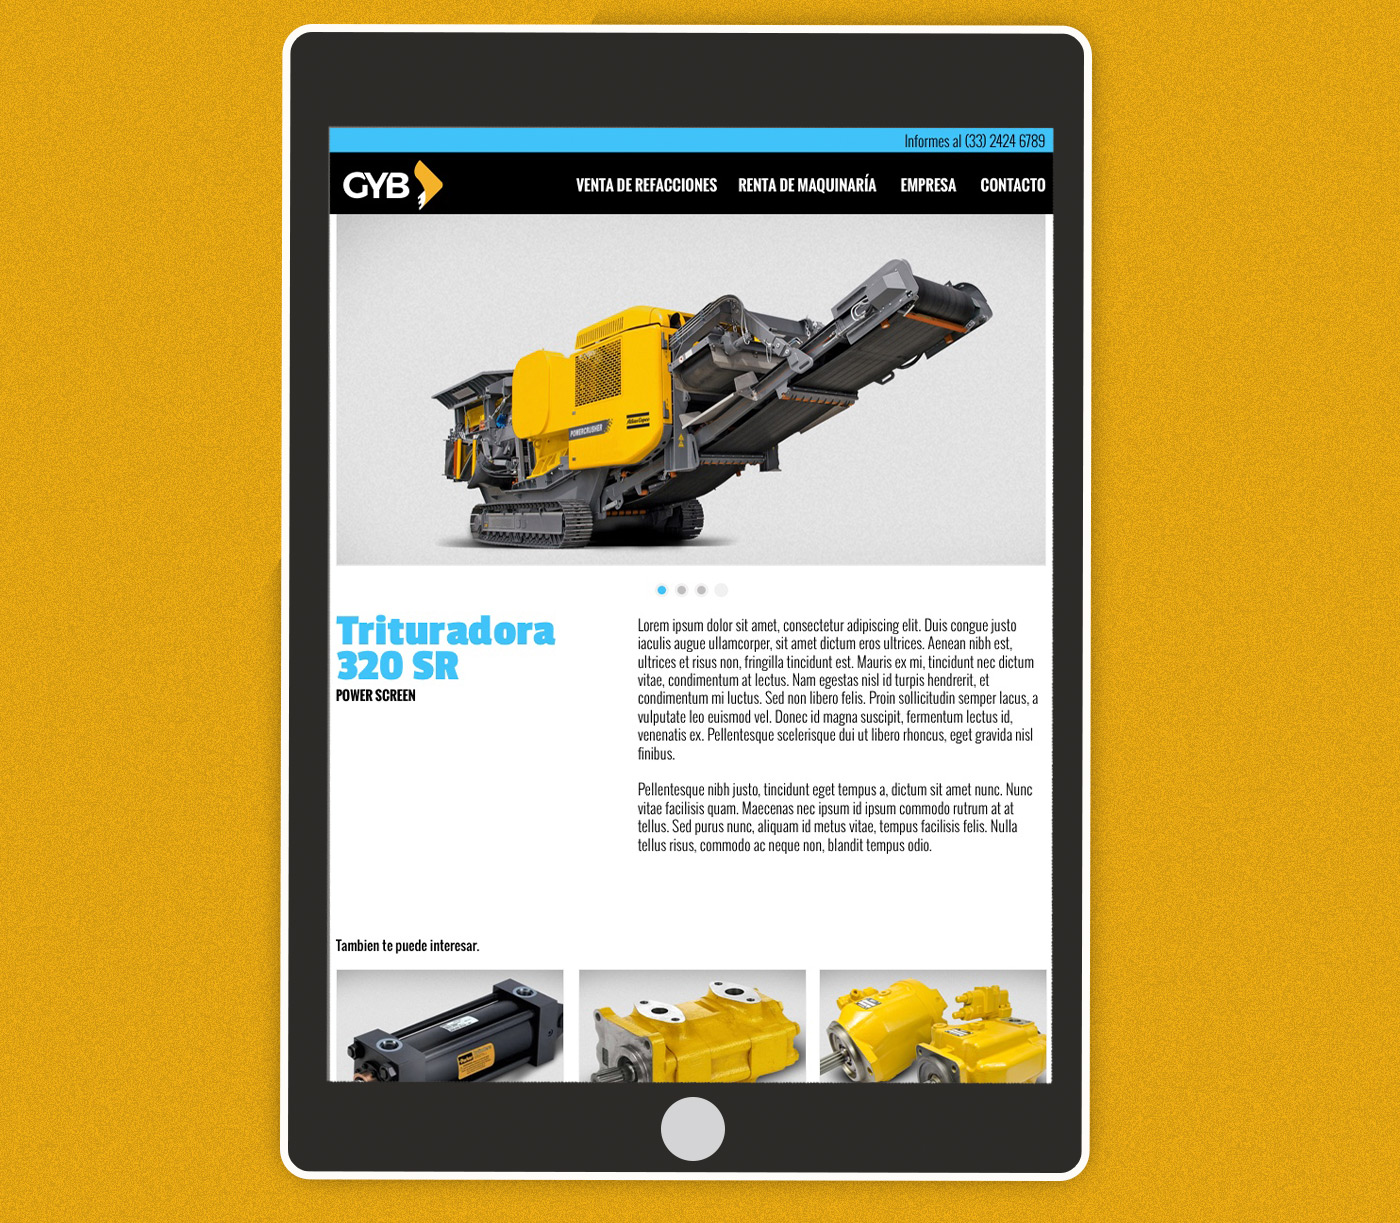 Informes al (33) 2424 6789
GYB
VENTA DE REFACCIONES RENTA DE MAQUINARÍA EMPRESA CONTACTO
POWERCRUSHER
Atlas Copco
Trituradora
320 SR
POWER SCREEN
Lorem ipsum dolor sit amet, consectetur adipiscing elit. Duis congue justo
iaculis augue ullamcorper, sit amet dictum eros ultrices. Aenean nibh est,
ultrices et risus non, fringilla tincidunt est. Mauris ex mi, tincidunt nec dictum
vitae, condimentum at lectus. Nam egestas nisl id turpis hendrerit, et
condimentum mi luctus. Sed non libero felis. Proin sollicitudin semper lacus, a
vulputate leo euismod vel. Donec id magna suscipit, fermentum lectus id,
venenatis ex. Pellentesque scelerisque dui ut libero rhoncus, eget gravida nisl
finibus.
Pellentesque nibh justo, tincidunt eget tempus a, dictum sit amet nunc. Nunc
vitae facilisis quam. Maecenas nec ipsum id ipsum commodo rutrum at at
tellus. Sed purus nunc, aliquam id metus vitae, tempus facilisis felis. Nulla
tellus risus, commodo ac neque non, blandit tempus odio.
Tambien te puede interesar.
Parker